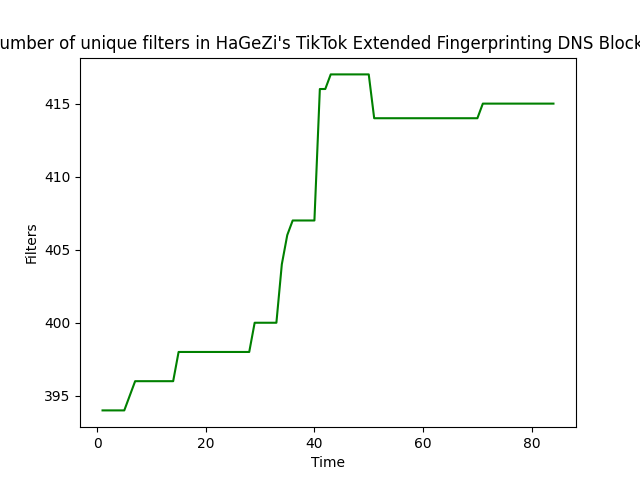 umber of unique filters in HaGeZi's TikTok Extended Fingerprinting DNS Block
415
410
405
400
395
Filters
0 20 40 60 80
Time